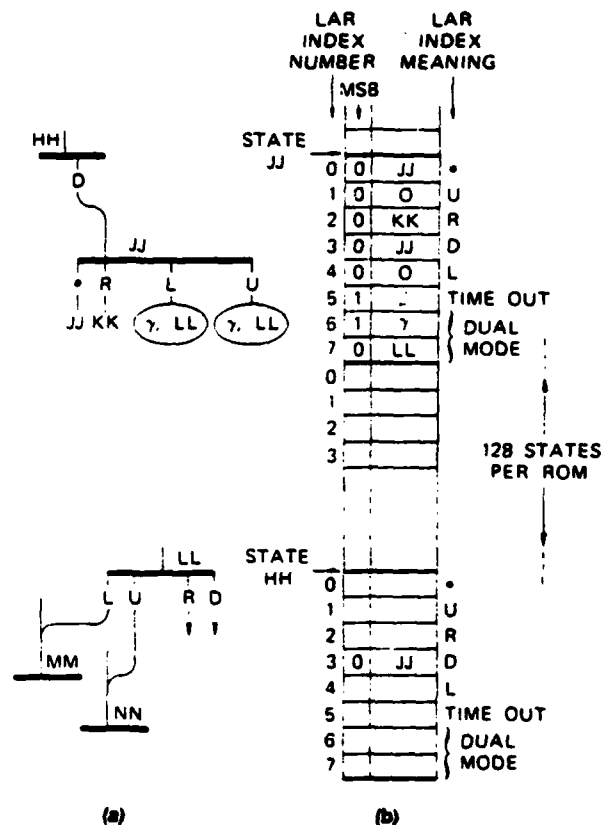 LAR INDEX NUMBER
LAR INDEX MEANING
MSB
HH
D
JJ
• R L U
JJ KK γ, LL γ, LL
STATE JJ
0 0 JJ •
1 0 O U
2 0 KK R
3 0 JJ D
4 0 O L
5 1 TIME OUT
6 1 γ DUAL
7 0 LL MODE
0
1
2
3
128 STATES
PER ROM
LL
L U R D
MM
NN
STATE HH
0 •
1 U
2 R
3 0 JJ D
4 L
5 TIME OUT
6 DUAL
7 MODE
(a)
(b)